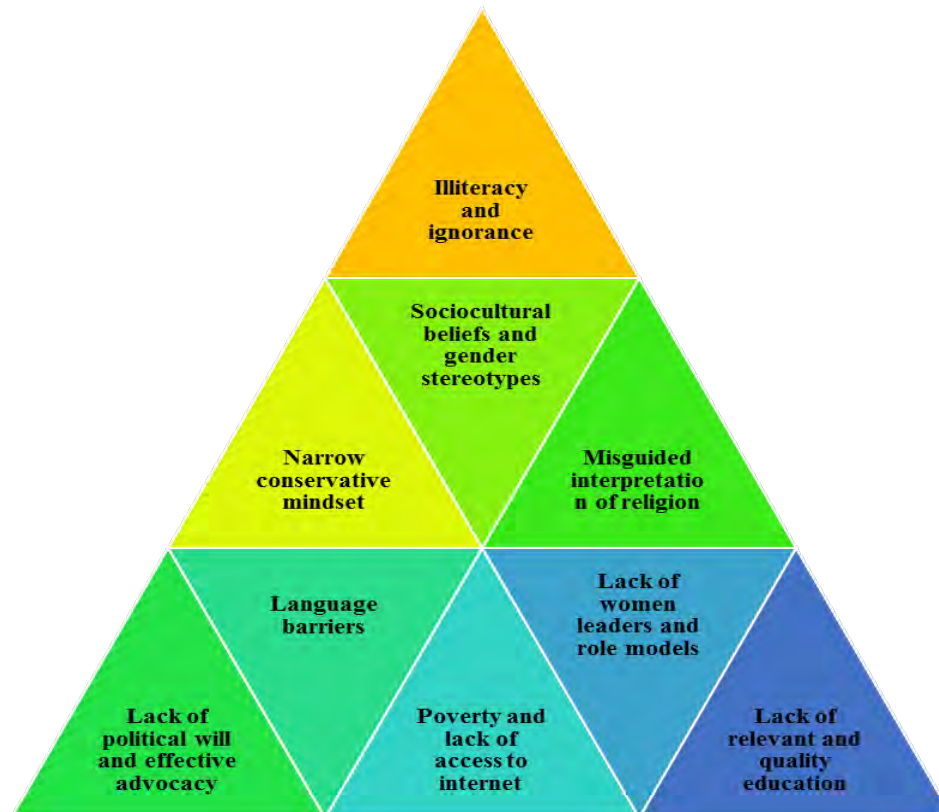 Illiteracy
and
ignorance
Sociocultural
beliefs and
gender
stereotypes
Narrow
conservative
mindset
Misguided
interpretatio
n of religion
Language
barriers
Lack of
women
leaders and
role models
Lack of
political will
and effective
advocacy
Poverty and
lack of
access to
internet
Lack of
relevant and
quality
education